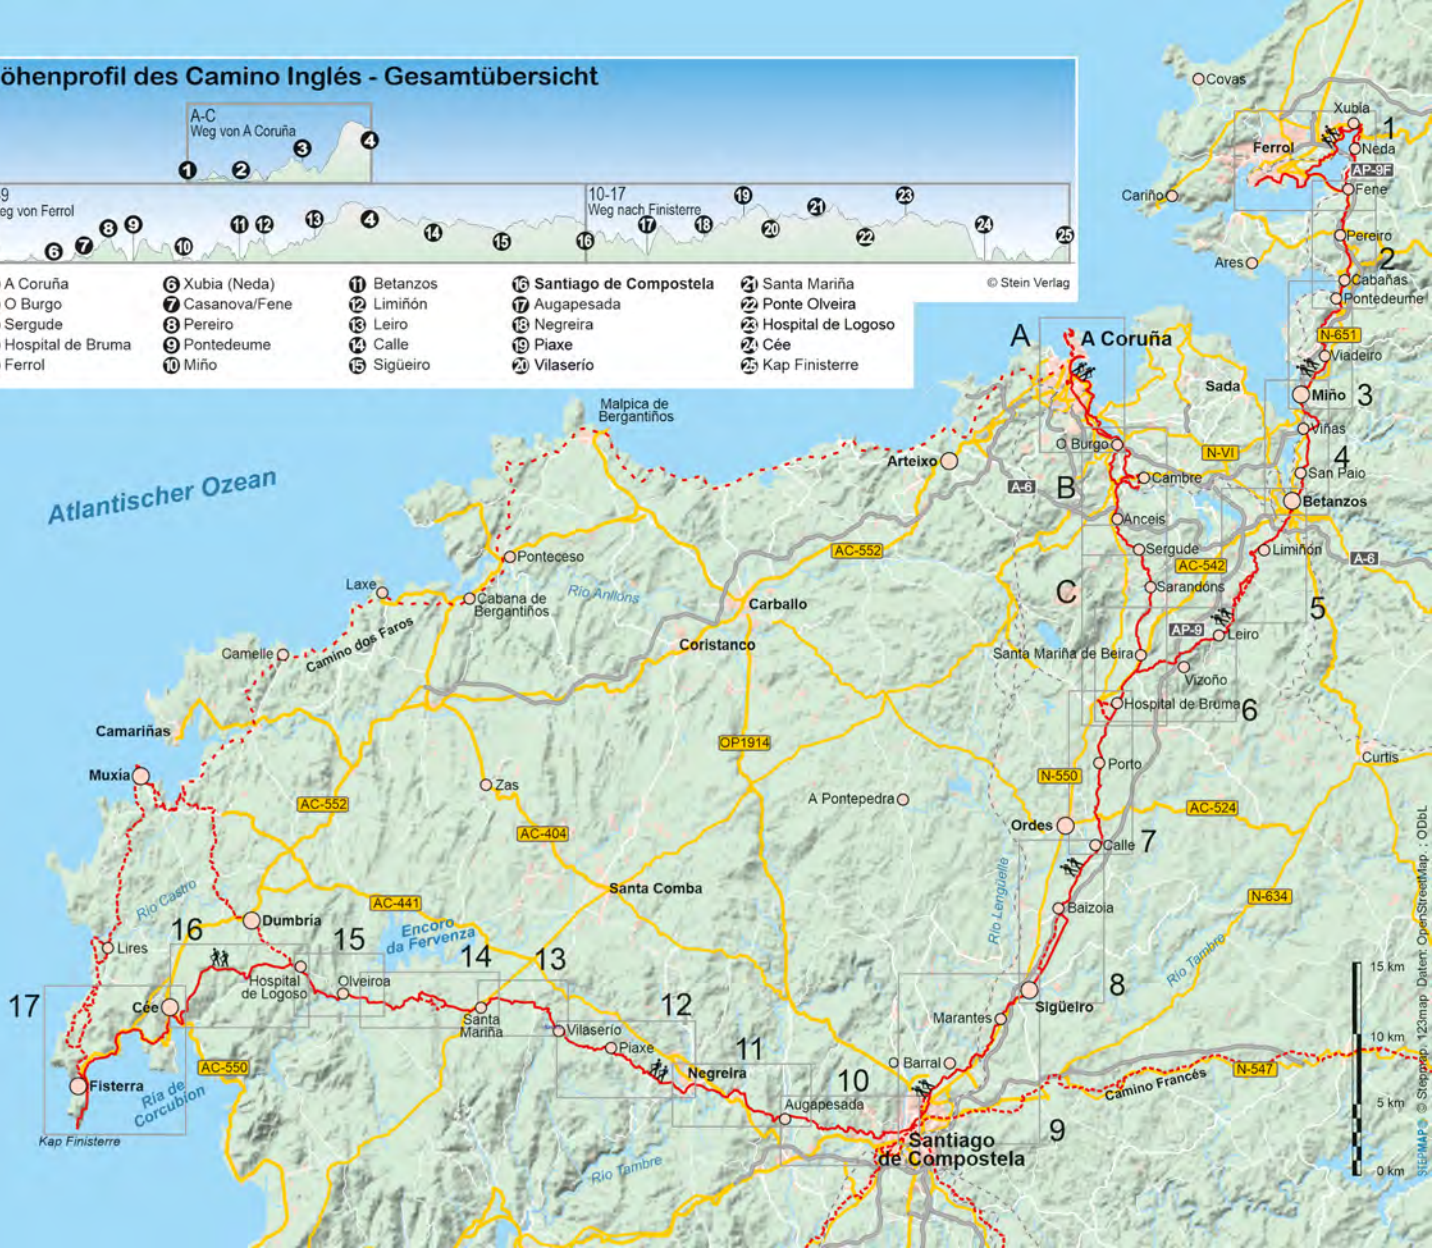 öhenprofil des Camino Inglés - Gesamtübersicht
A-C
Weg von A Coruña
1 2 3 4
-9
eg von Ferrol
10-17
Weg nach Finisterre
6 7 8 9 10 11 12 13 4 14 15 16 17 18 19 20 21 22 23 24 25
A Coruña
O Burgo
Sergude
Hospital de Bruma
Ferrol
6 Xubia (Neda)
7 Casanova/Fene
8 Pereiro
9 Pontedeume
10 Miño
11 Betanzos
12 Limiñón
13 Leiro
14 Calle
15 Sigüeiro
16 Santiago de Compostela
17 Augapesada
18 Negreira
19 Piaxe
20 Vilaserío
21 Santa Mariña
22 Ponte Olveira
23 Hospital de Logoso
24 Cée
25 Kap Finisterre
© Stein Verlag
Covas
Xubia
1
Ferrol
Neda
AP-9F
Fene
Cariño
Pereiro
Ares
2
Cabañas
Pontedeume
A
A Coruña
N-651
Viadeiro
Sada
Miño
3
Malpica de
Bergantiños
Viñas
O Burgo
N-VI
4
Arteixo
San Paio
Cambre
A-6
B
Betanzos
Atlantischer Ozean
Anceis
Sergude
Limiñón
AC-552
Ponteceso
A-6
AC-542
Laxe
Rio Anllóns
Sarandóns
C
Cabana de
Bergantiños
Carballo
5
Camino dos Faros
AP-9
Leiro
Coristanco
Camelle
Santa Mariña de Beira
Vizoño
Hospital de Bruma
6
Camariñas
OP1914
Curtis
Porto
Muxía
N-550
Zas
A Pontepedra
AC-552
AC-524
Ordes
AC-404
Calle
7
Rio Lengüelle
Santa Comba
N-634
Rio Castro
AC-441
Baizoia
Dumbría
Encoro
da Fervenza
16
15
Lires
14
13
Rio Tambre
15 km
Hospital
de Logoso
Olveiroa
8
17
Cée
Sigüeiro
12
Santa
Mariña
Marantes
Vilaserío
10 km
Piaxe
11
O Barral
AC-550
Negreira
N-547
Fisterra
10
Camino Francés
Ria de
Corcubion
Augapesada
5 km
9
Kap Finisterre
Santiago
de Compostela
Rio Tambre
0 km
STEPMAP © Stepmap, 123map Daten: OpenStreetMap, : ODbL